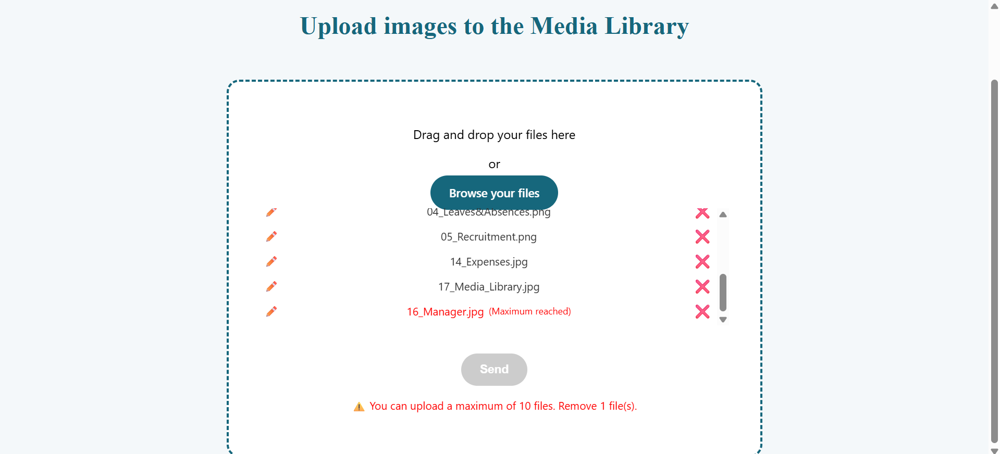 Upload images to the Media Library
Drag and drop your files here
or
Browse your files
04_Leaves&Absences.png
05_Recruitment.png
14_Expenses.jpg
17_Media_Library.jpg
16_Manager.jpg (Maximum reached)
Send
You can upload a maximum of 10 files. Remove 1 file(s).